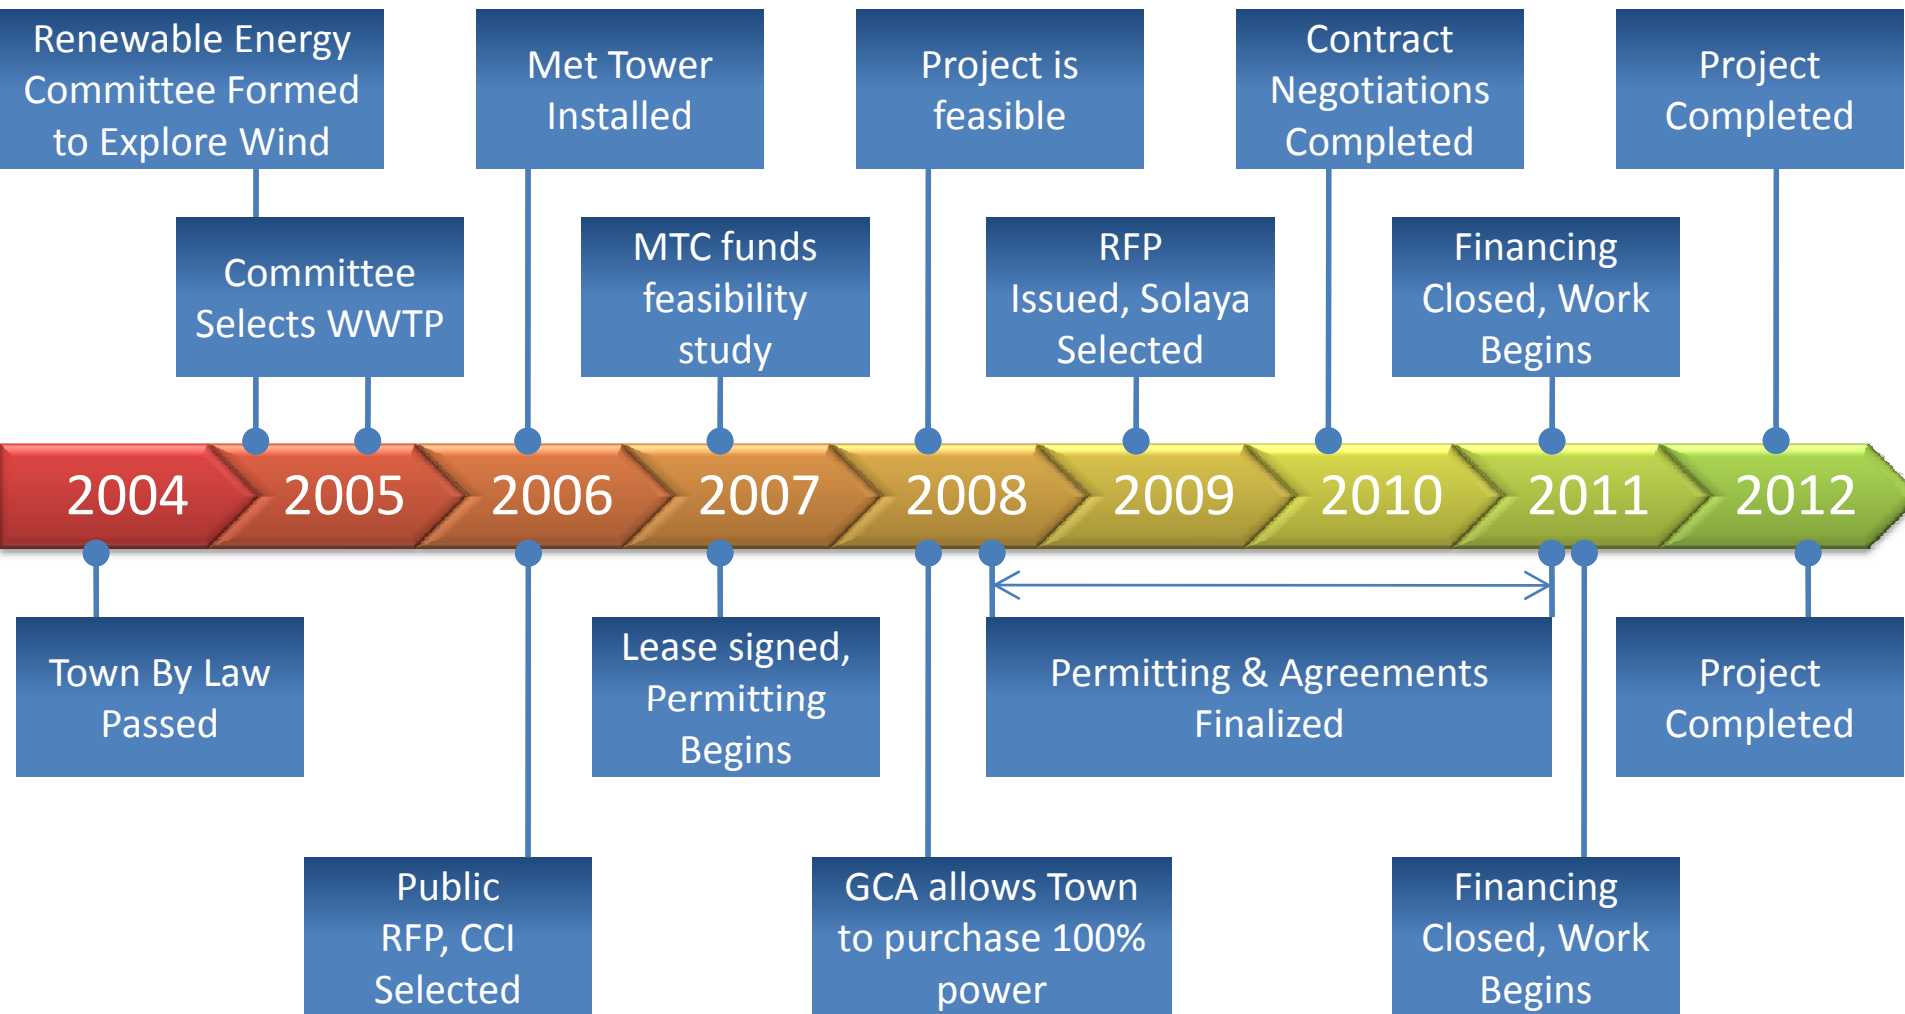 Renewable Energy
Committee Formed
to Explore Wind
Met Tower
Installed
Project is
feasible
Contract
Negotiations
Completed
Project
Completed
Committee
Selects WWTP
MTC funds
feasibility
study
RFP
Issued, Solaya
Selected
Financing
Closed, Work
Begins
2004
2005
2006
2007
2008
2009
2010
2011
2012
Town By Law
Passed
Lease signed,
Permitting
Begins
Permitting & Agreements
Finalized
Project
Completed
Public
RFP, CCI
Selected
GCA allows Town
to purchase 100%
power
Financing
Closed, Work
Begins